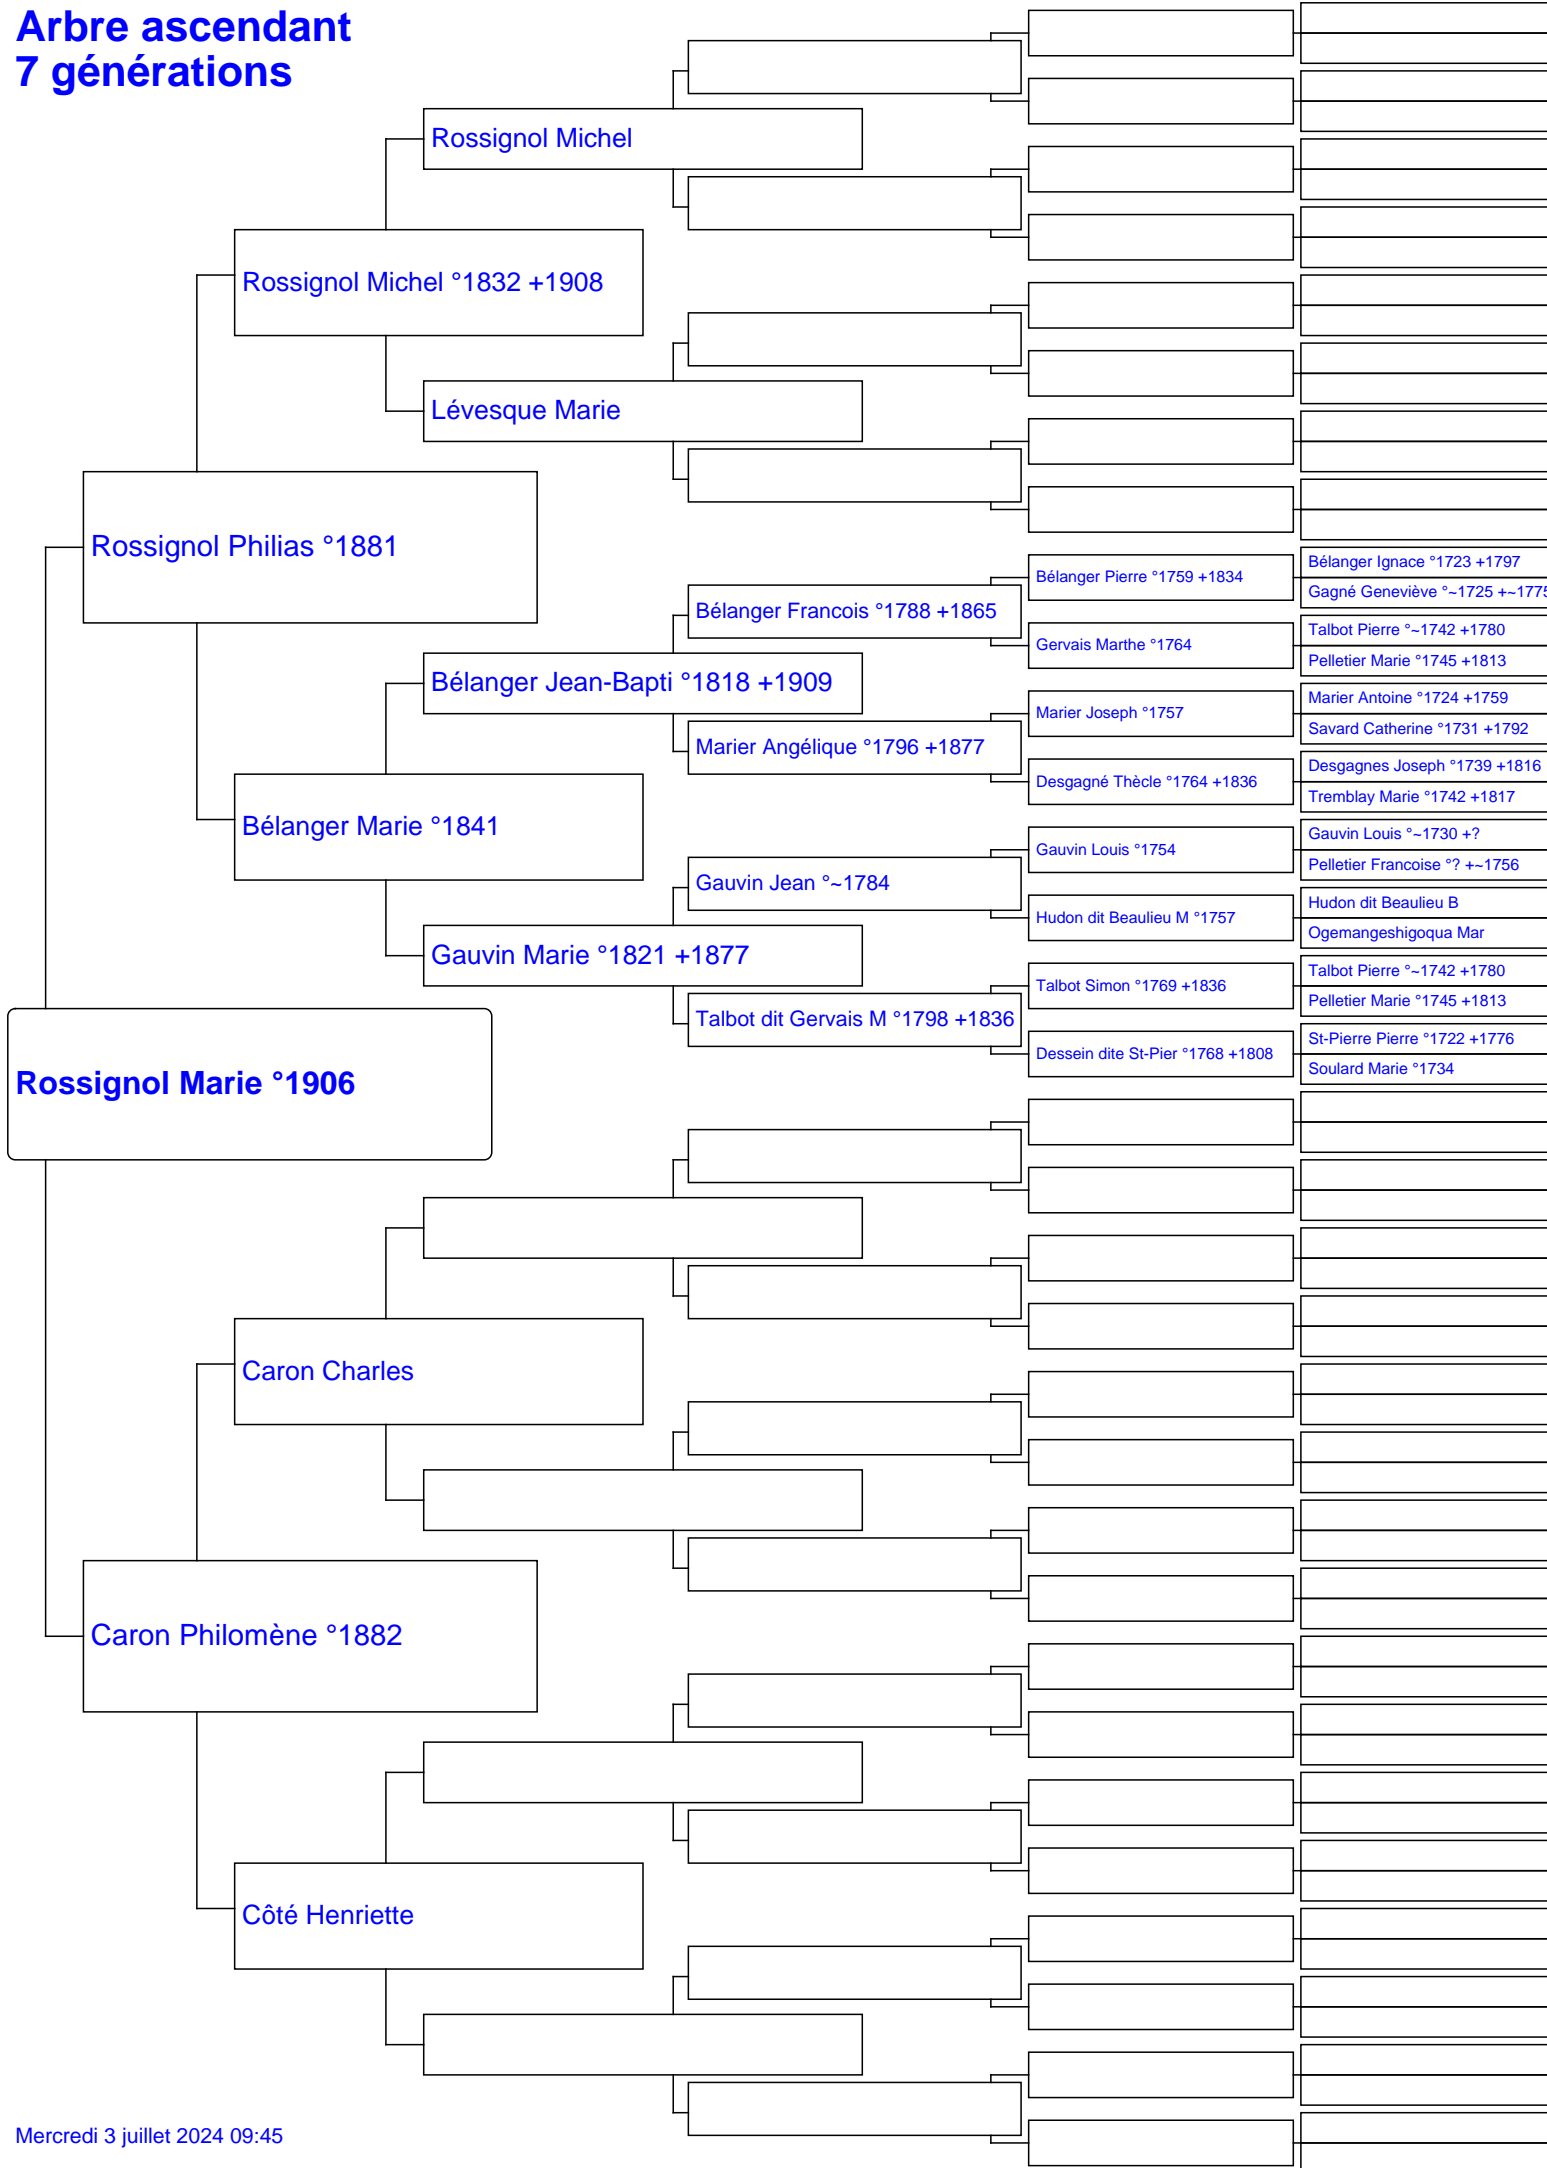 Arbre ascendant
7 générations
Rossignol Michel
Rossignol Michel °1832 +1908
Lévesque Marie
Rossignol Philias °1881
Bélanger Ignace °1723 +1797
Bélanger Pierre °1759 +1834
Gagné Geneviève °~1725 +~1775
Bélanger Francois °1788 +1865
Talbot Pierre °~1742 +1780
Gervais Marthe °1764
Pelletier Marie °1745 +1813
Bélanger Jean-Bapti °1818 +1909
Marier Antoine °1724 +1759
Marier Joseph °1757
Savard Catherine °1731 +1792
Marier Angélique °1796 +1877
Desgagnes Joseph °1739 +1816
Desgagné Thècle °1764 +1836
Tremblay Marie °1742 +1817
Bélanger Marie °1841
Gauvin Louis °~1730 +?
Gauvin Louis °1754
Pelletier Francoise °? +~1756
Gauvin Jean °~1784
Hudon dit Beaulieu B
Hudon dit Beaulieu M °1757
Ogemangeshigoqua Mar
Gauvin Marie °1821 +1877
Talbot Pierre °~1742 +1780
Talbot Simon °1769 +1836
Pelletier Marie °1745 +1813
Talbot dit Gervais M °1798 +1836
St-Pierre Pierre °1722 +1776
Dessein dite St-Pier °1768 +1808
Soulard Marie °1734
Rossignol Marie °1906
Caron Charles
Caron Philomène °1882
Côté Henriette
Mercredi 3 juillet 2024 09:45